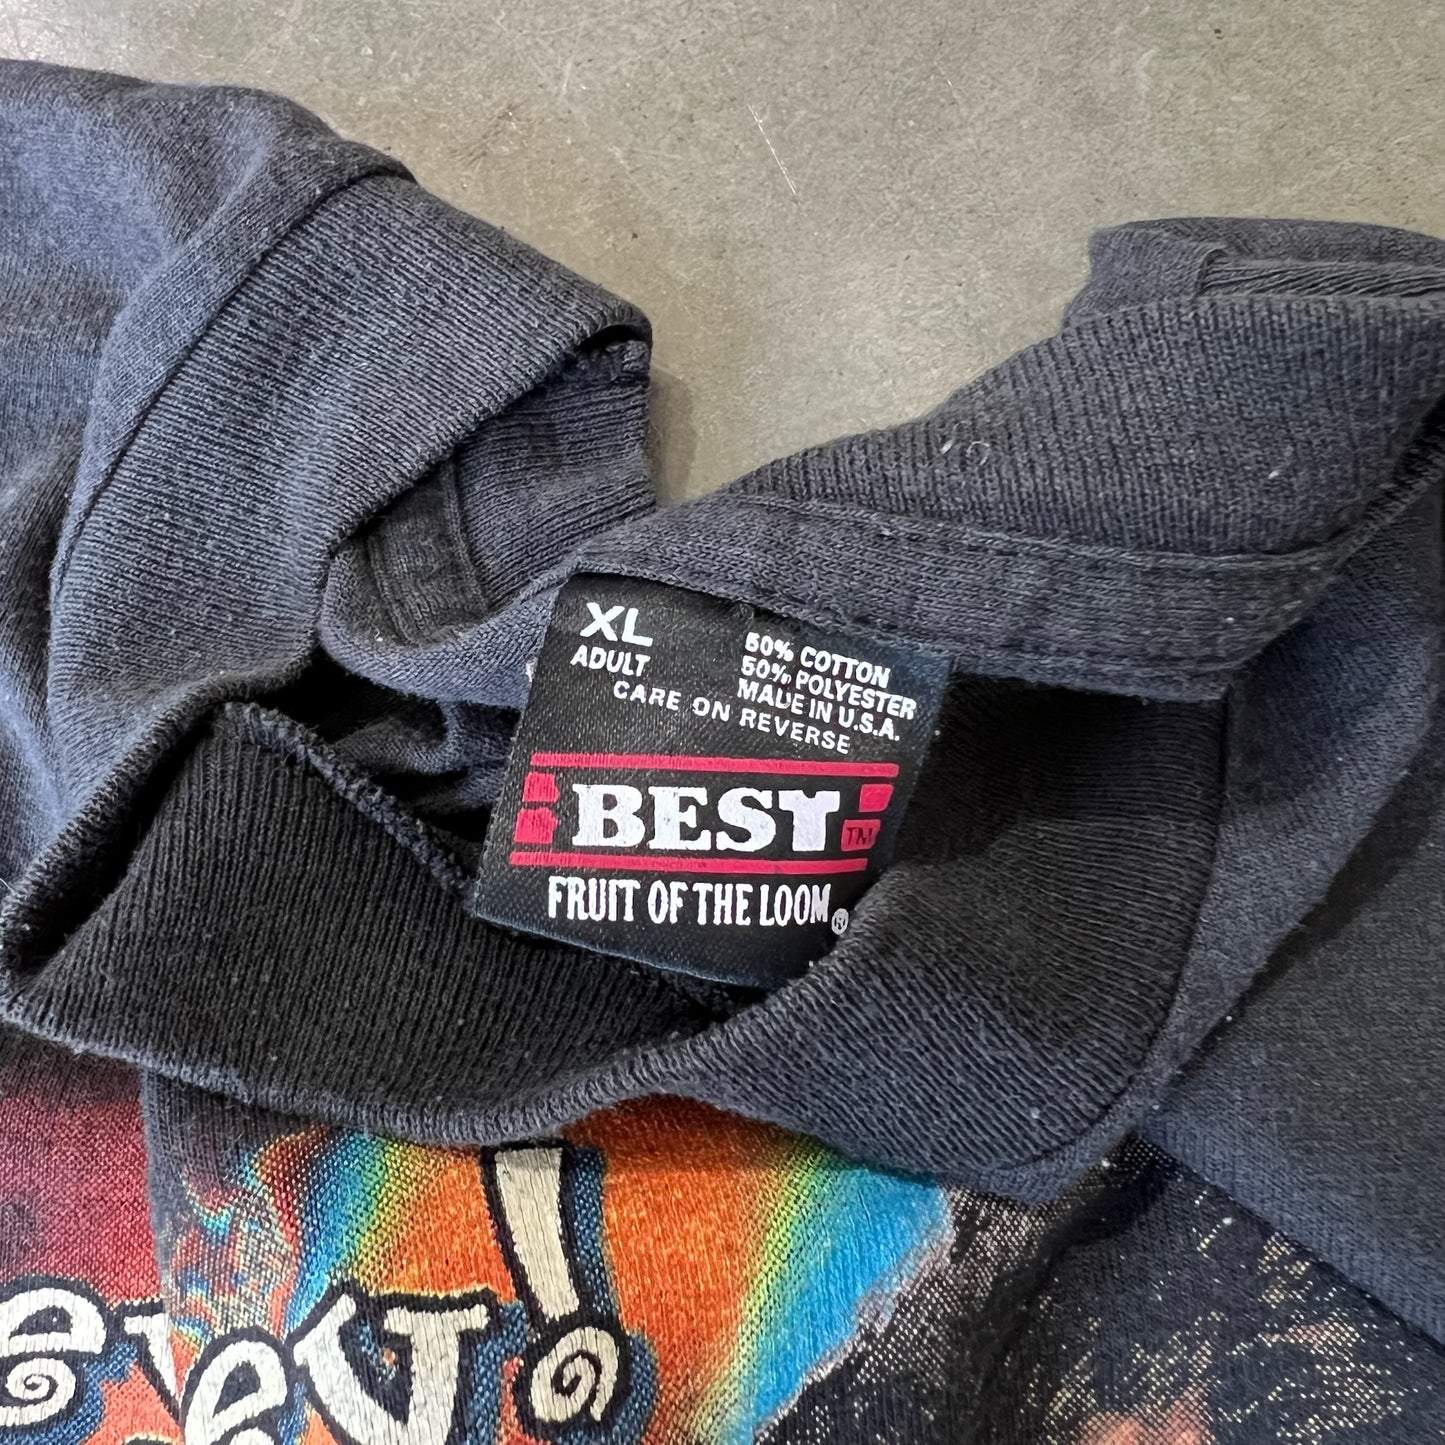 XL
ADULT
50% COTTON
50% POLYESTER
MADE IN U.S.A.
CARE ON REVERSE
BEST TM
FRUIT OF THE LOOM ®